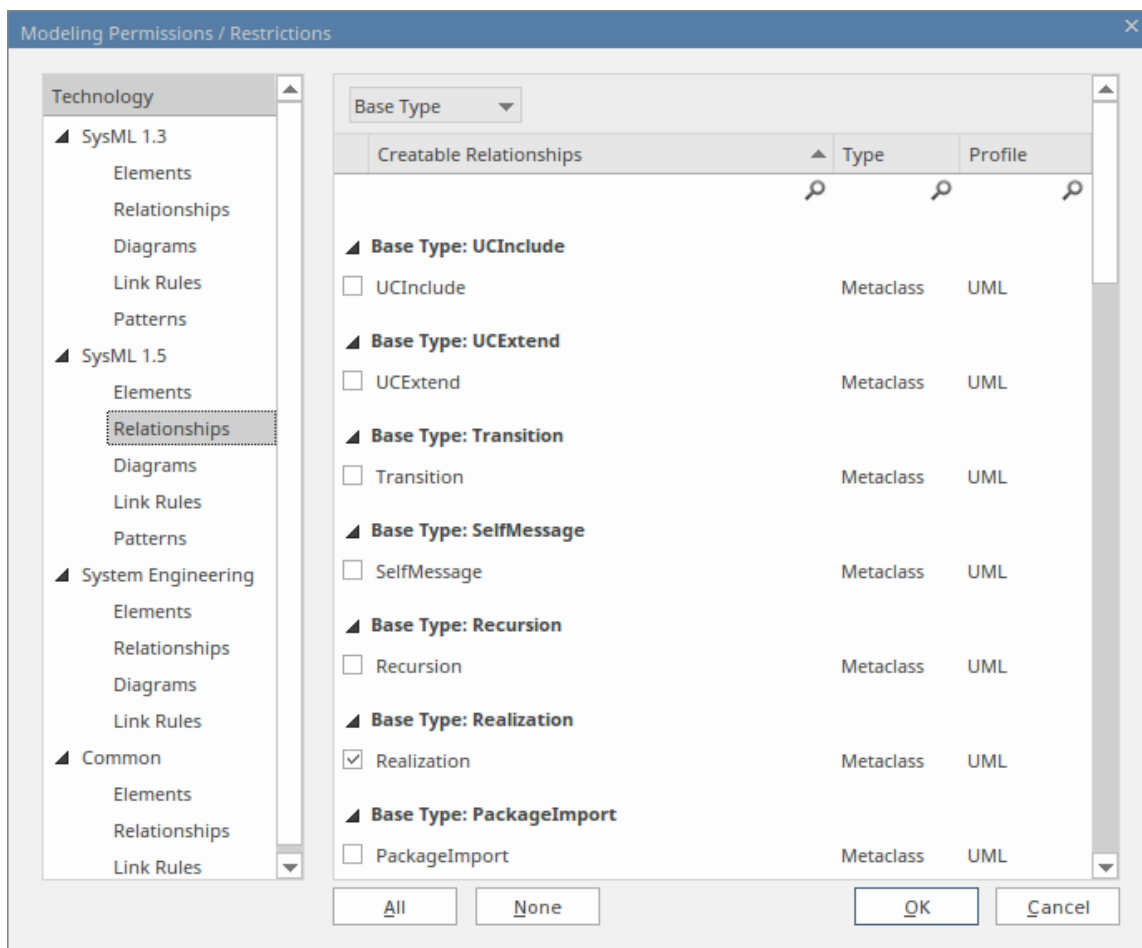 Modeling Permissions / Restrictions
Technology
SysML 1.3
Elements
Relationships
Diagrams
Link Rules
Patterns
SysML 1.5
Elements
Relationships
Diagrams
Link Rules
Patterns
System Engineering
Elements
Relationships
Diagrams
Link Rules
Common
Elements
Relationships
Link Rules
Base Type
Creatable Relationships Type Profile
Base Type: UCInclude
UCInclude Metaclass UML
Base Type: UCExtend
UCExtend Metaclass UML
Base Type: Transition
Transition Metaclass UML
Base Type: SelfMessage
SelfMessage Metaclass UML
Base Type: Recursion
Recursion Metaclass UML
Base Type: Realization
Realization Metaclass UML
Base Type: PackageImport
PackageImport Metaclass UML
All None OK Cancel